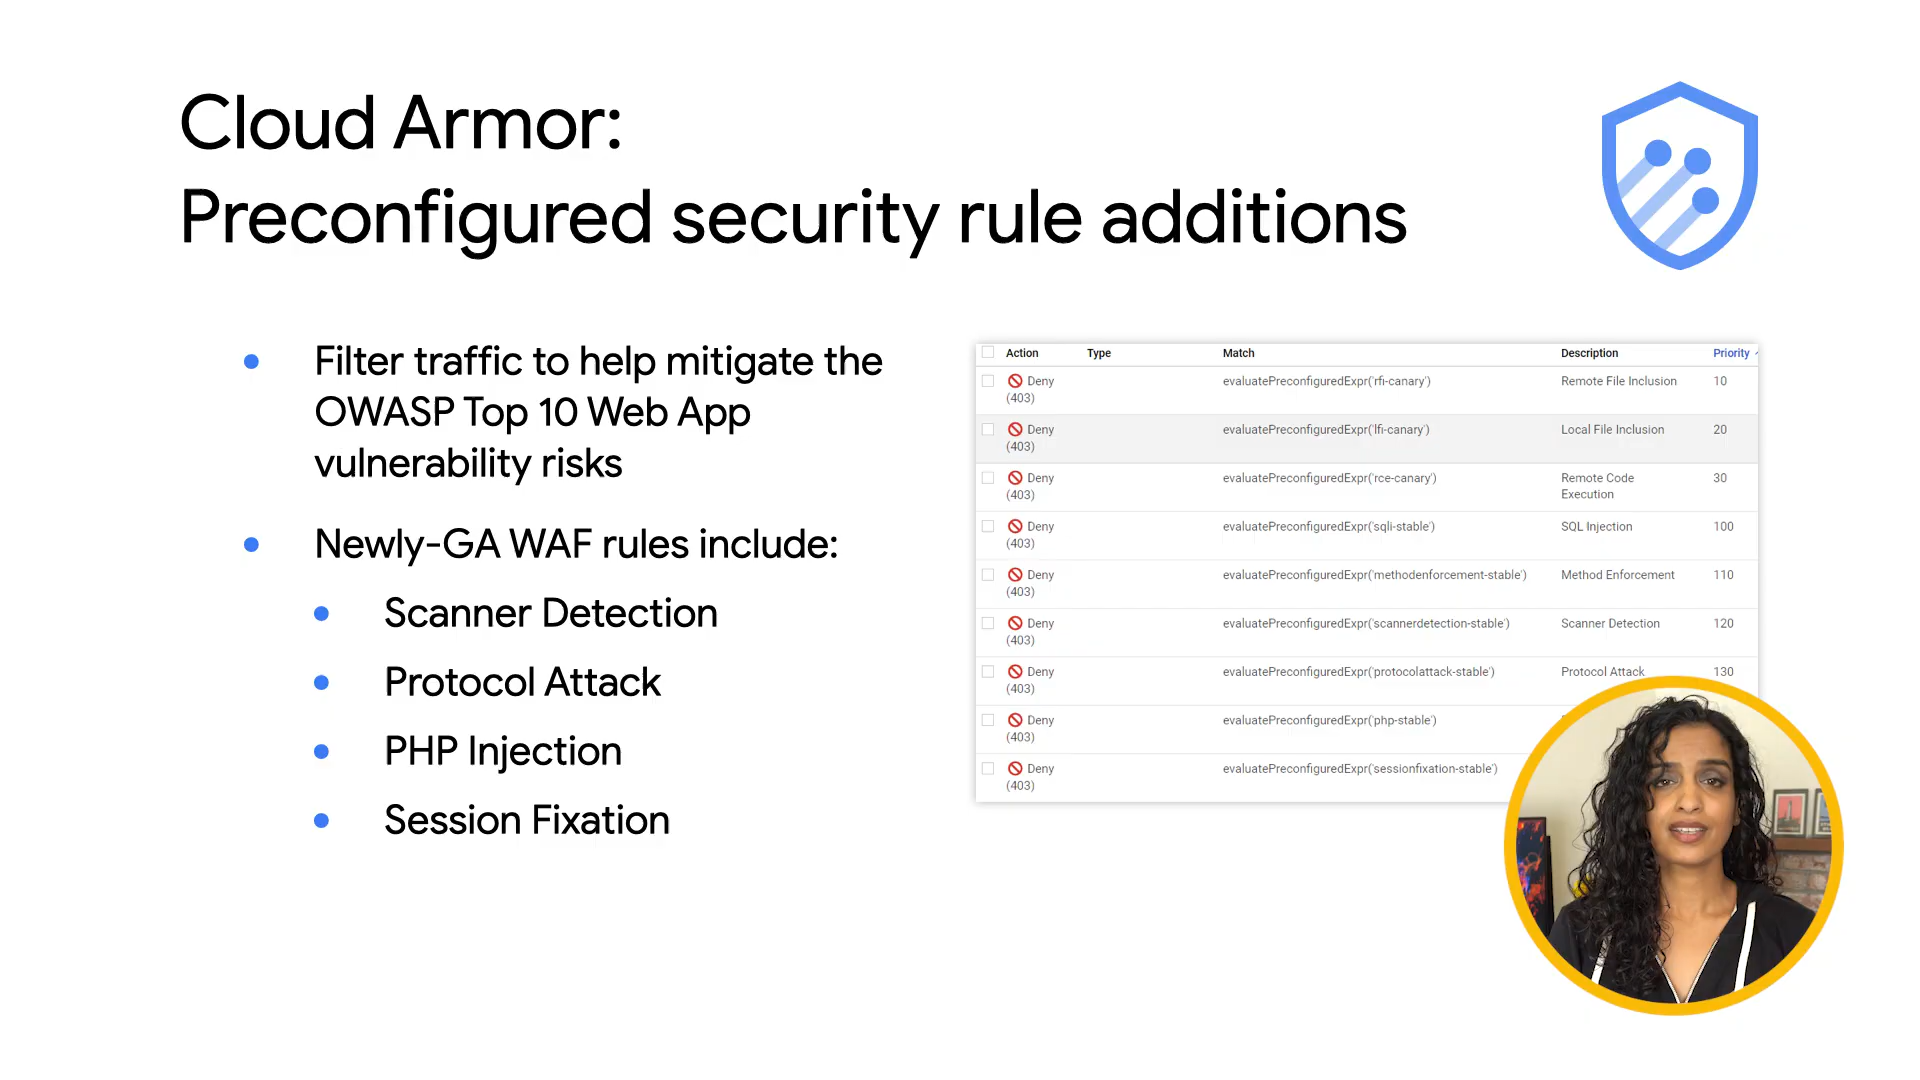 Cloud Armor:
Preconfigured security rule additions
Filter traffic to help mitigate the
OWASP Top 10 Web App
vulnerability risks
Newly-GA WAF rules include:
Scanner Detection
Protocol Attack
PHP Injection
Session Fixation
Action Type Match Description Priority
Deny (403) evaluatePreconfiguredExpr('rfi-canary') Remote File Inclusion 10
Deny (403) evaluatePreconfiguredExpr('lfi-canary') Local File Inclusion 20
Deny (403) evaluatePreconfiguredExpr('rce-canary') Remote Code Execution 30
Deny (403) evaluatePreconfiguredExpr('sqli-stable') SQL Injection 100
Deny (403) evaluatePreconfiguredExpr('methodenforcement-stable') Method Enforcement 110
Deny (403) evaluatePreconfiguredExpr('scannerdetection-stable') Scanner Detection 120
Deny (403) evaluatePreconfiguredExpr('protocolattack-stable') Protocol Attack 130
Deny (403) evaluatePreconfiguredExpr('php-stable')
Deny (403) evaluatePreconfiguredExpr('sessionfixation-stable')